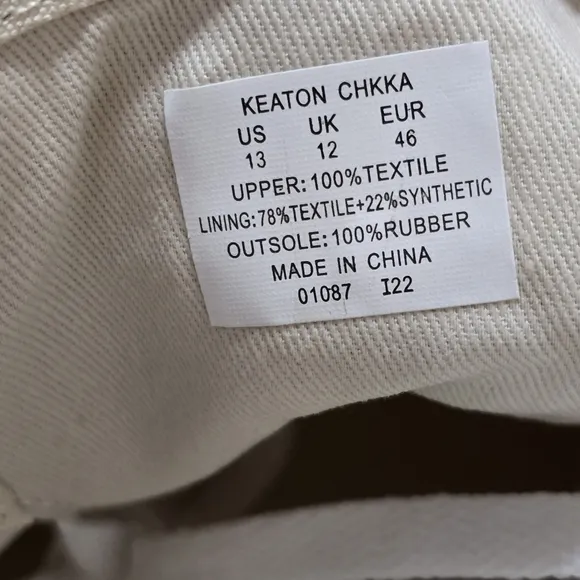 KEATON CHKKA
US UK EUR
13 12 46
UPPER:100%TEXTILE
LINING:78%TEXTILE+22%SYNTHETIC
OUTSOLE:100%RUBBER
MADE IN CHINA
01087 I22